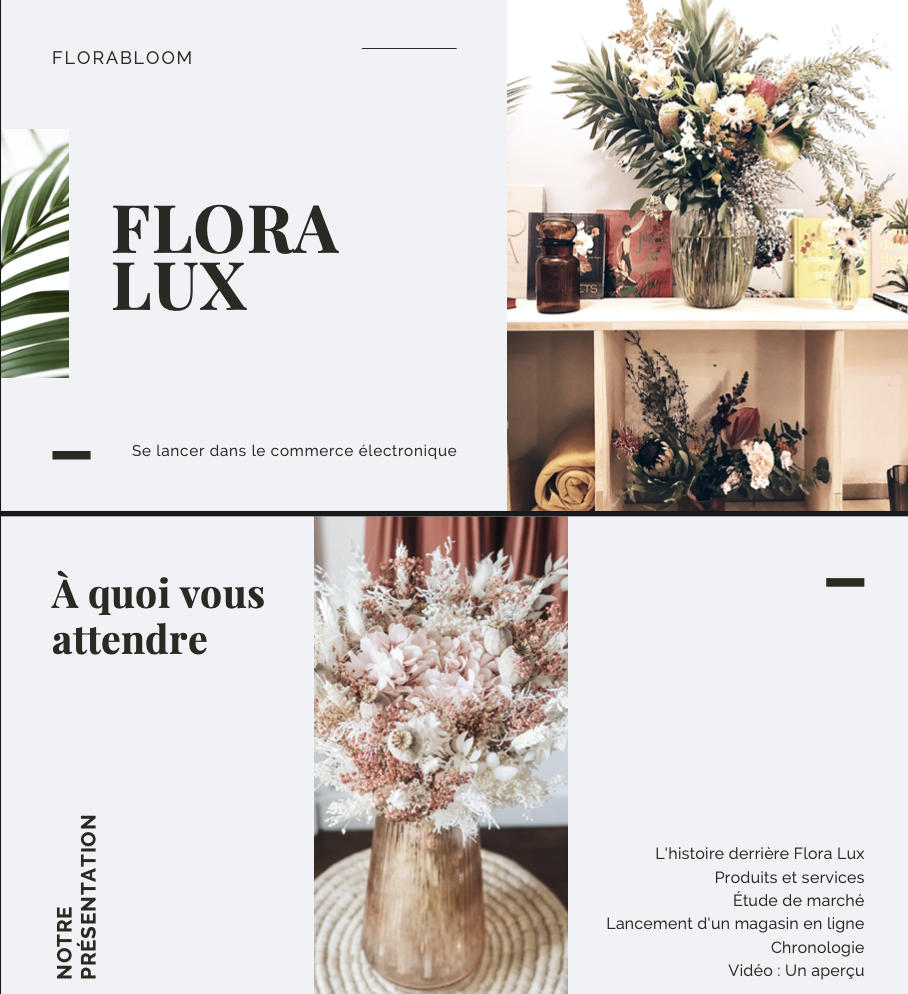 FLORABLOOM
FLORA
LUX
Se lancer dans le commerce électronique
À quoi vous
attendre
NOTRE
PRÉSENTATION
L'histoire derrière Flora Lux
Produits et services
Étude de marché
Lancement d'un magasin en ligne
Chronologie
Vidéo : Un aperçu